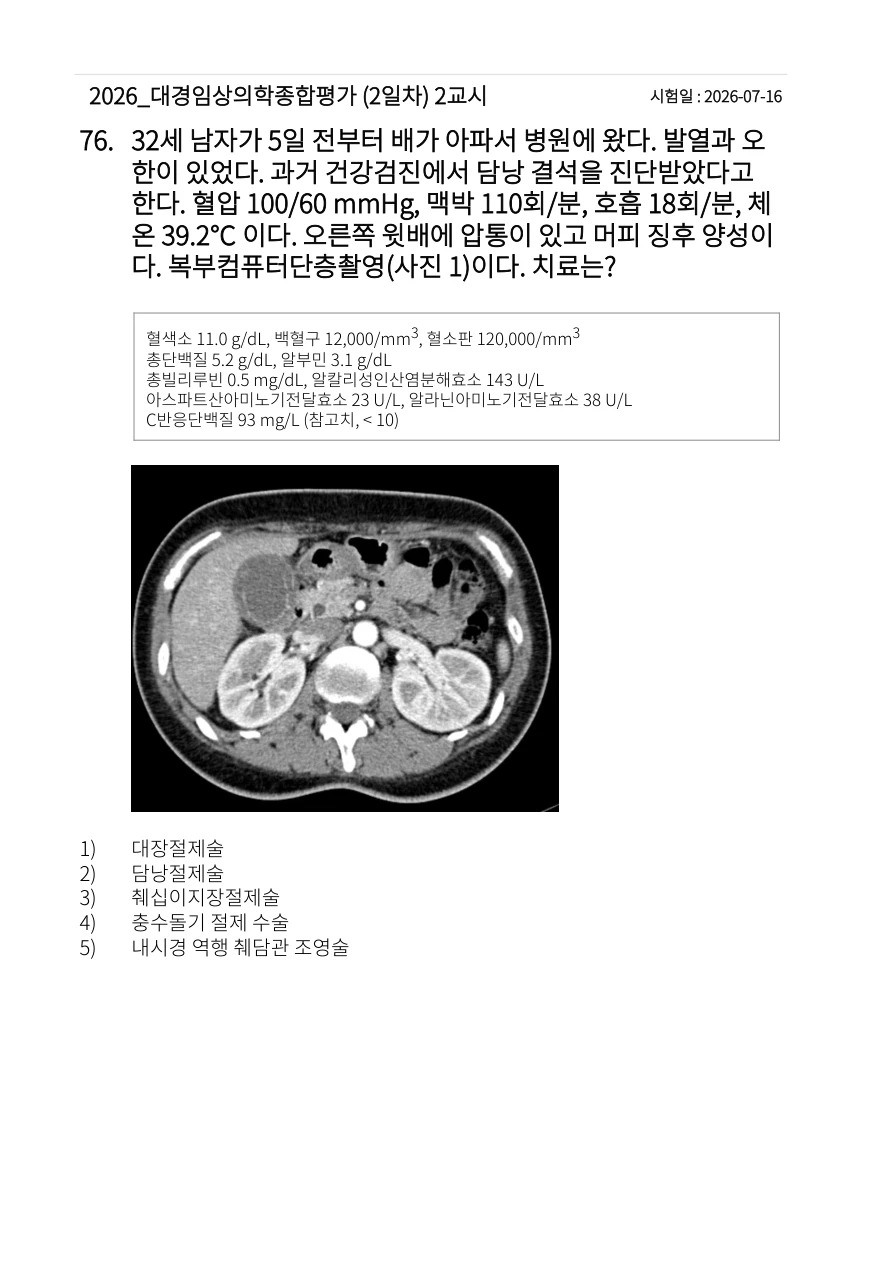 2026_대경임상의학종합평가 (2일차) 2교시
시험일 : 2026-07-16
76. 32세 남자가 5일 전부터 배가 아파서 병원에 왔다. 발열과 오
한이 있었다. 과거 건강검진에서 담낭 결석을 진단받았다고
한다. 혈압 100/60 mmHg, 맥박 110회/분, 호흡 18회/분, 체
온 39.2℃ 이다. 오른쪽 윗배에 압통이 있고 머피 징후 양성이
다. 복부컴퓨터단층촬영(사진 1)이다. 치료는?
혈색소 11.0 g/dL, 백혈구 12,000/mm³, 혈소판 120,000/mm³
총단백질 5.2 g/dL, 알부민 3.1 g/dL
총빌리루빈 0.5 mg/dL, 알칼리성인산염분해효소 143 U/L
아스파트산아미노기전달효소 23 U/L, 알라닌아미노기전달효소 38 U/L
C반응단백질 93 mg/L (참고치, < 10)
1) 대장절제술
2) 담낭절제술
3) 췌십이지장절제술
4) 충수돌기 절제 수술
5) 내시경 역행 췌담관 조영술